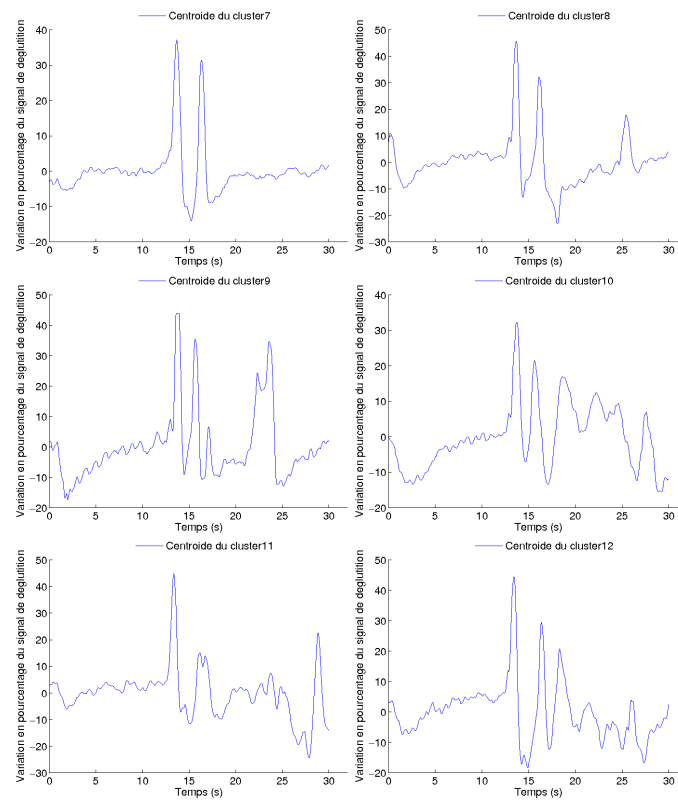 Centroide du cluster7
Variation en pourcentage du signal de deglutition
40
30
20
10
0
−10
−20
0 5 10 15 20 25 30
Temps (s)
Centroide du cluster8
Variation en pourcentage du signal de deglutition
50
40
30
20
10
0
−10
−20
−30
0 5 10 15 20 25 30
Temps (s)
Centroide du cluster9
Variation en pourcentage du signal de deglutition
50
40
30
20
10
0
−10
−20
0 5 10 15 20 25 30
Temps (s)
Centroide du cluster10
Variation en pourcentage du signal de deglutition
40
30
20
10
0
−10
−20
0 5 10 15 20 25 30
Temps (s)
Centroide du cluster11
Variation en pourcentage du signal de deglutition
50
40
30
20
10
0
−10
−20
−30
0 5 10 15 20 25 30
Temps (s)
Centroide du cluster12
Variation en pourcentage du signal de deglutition
50
40
30
20
10
0
−10
−20
0 5 10 15 20 25 30
Temps (s)